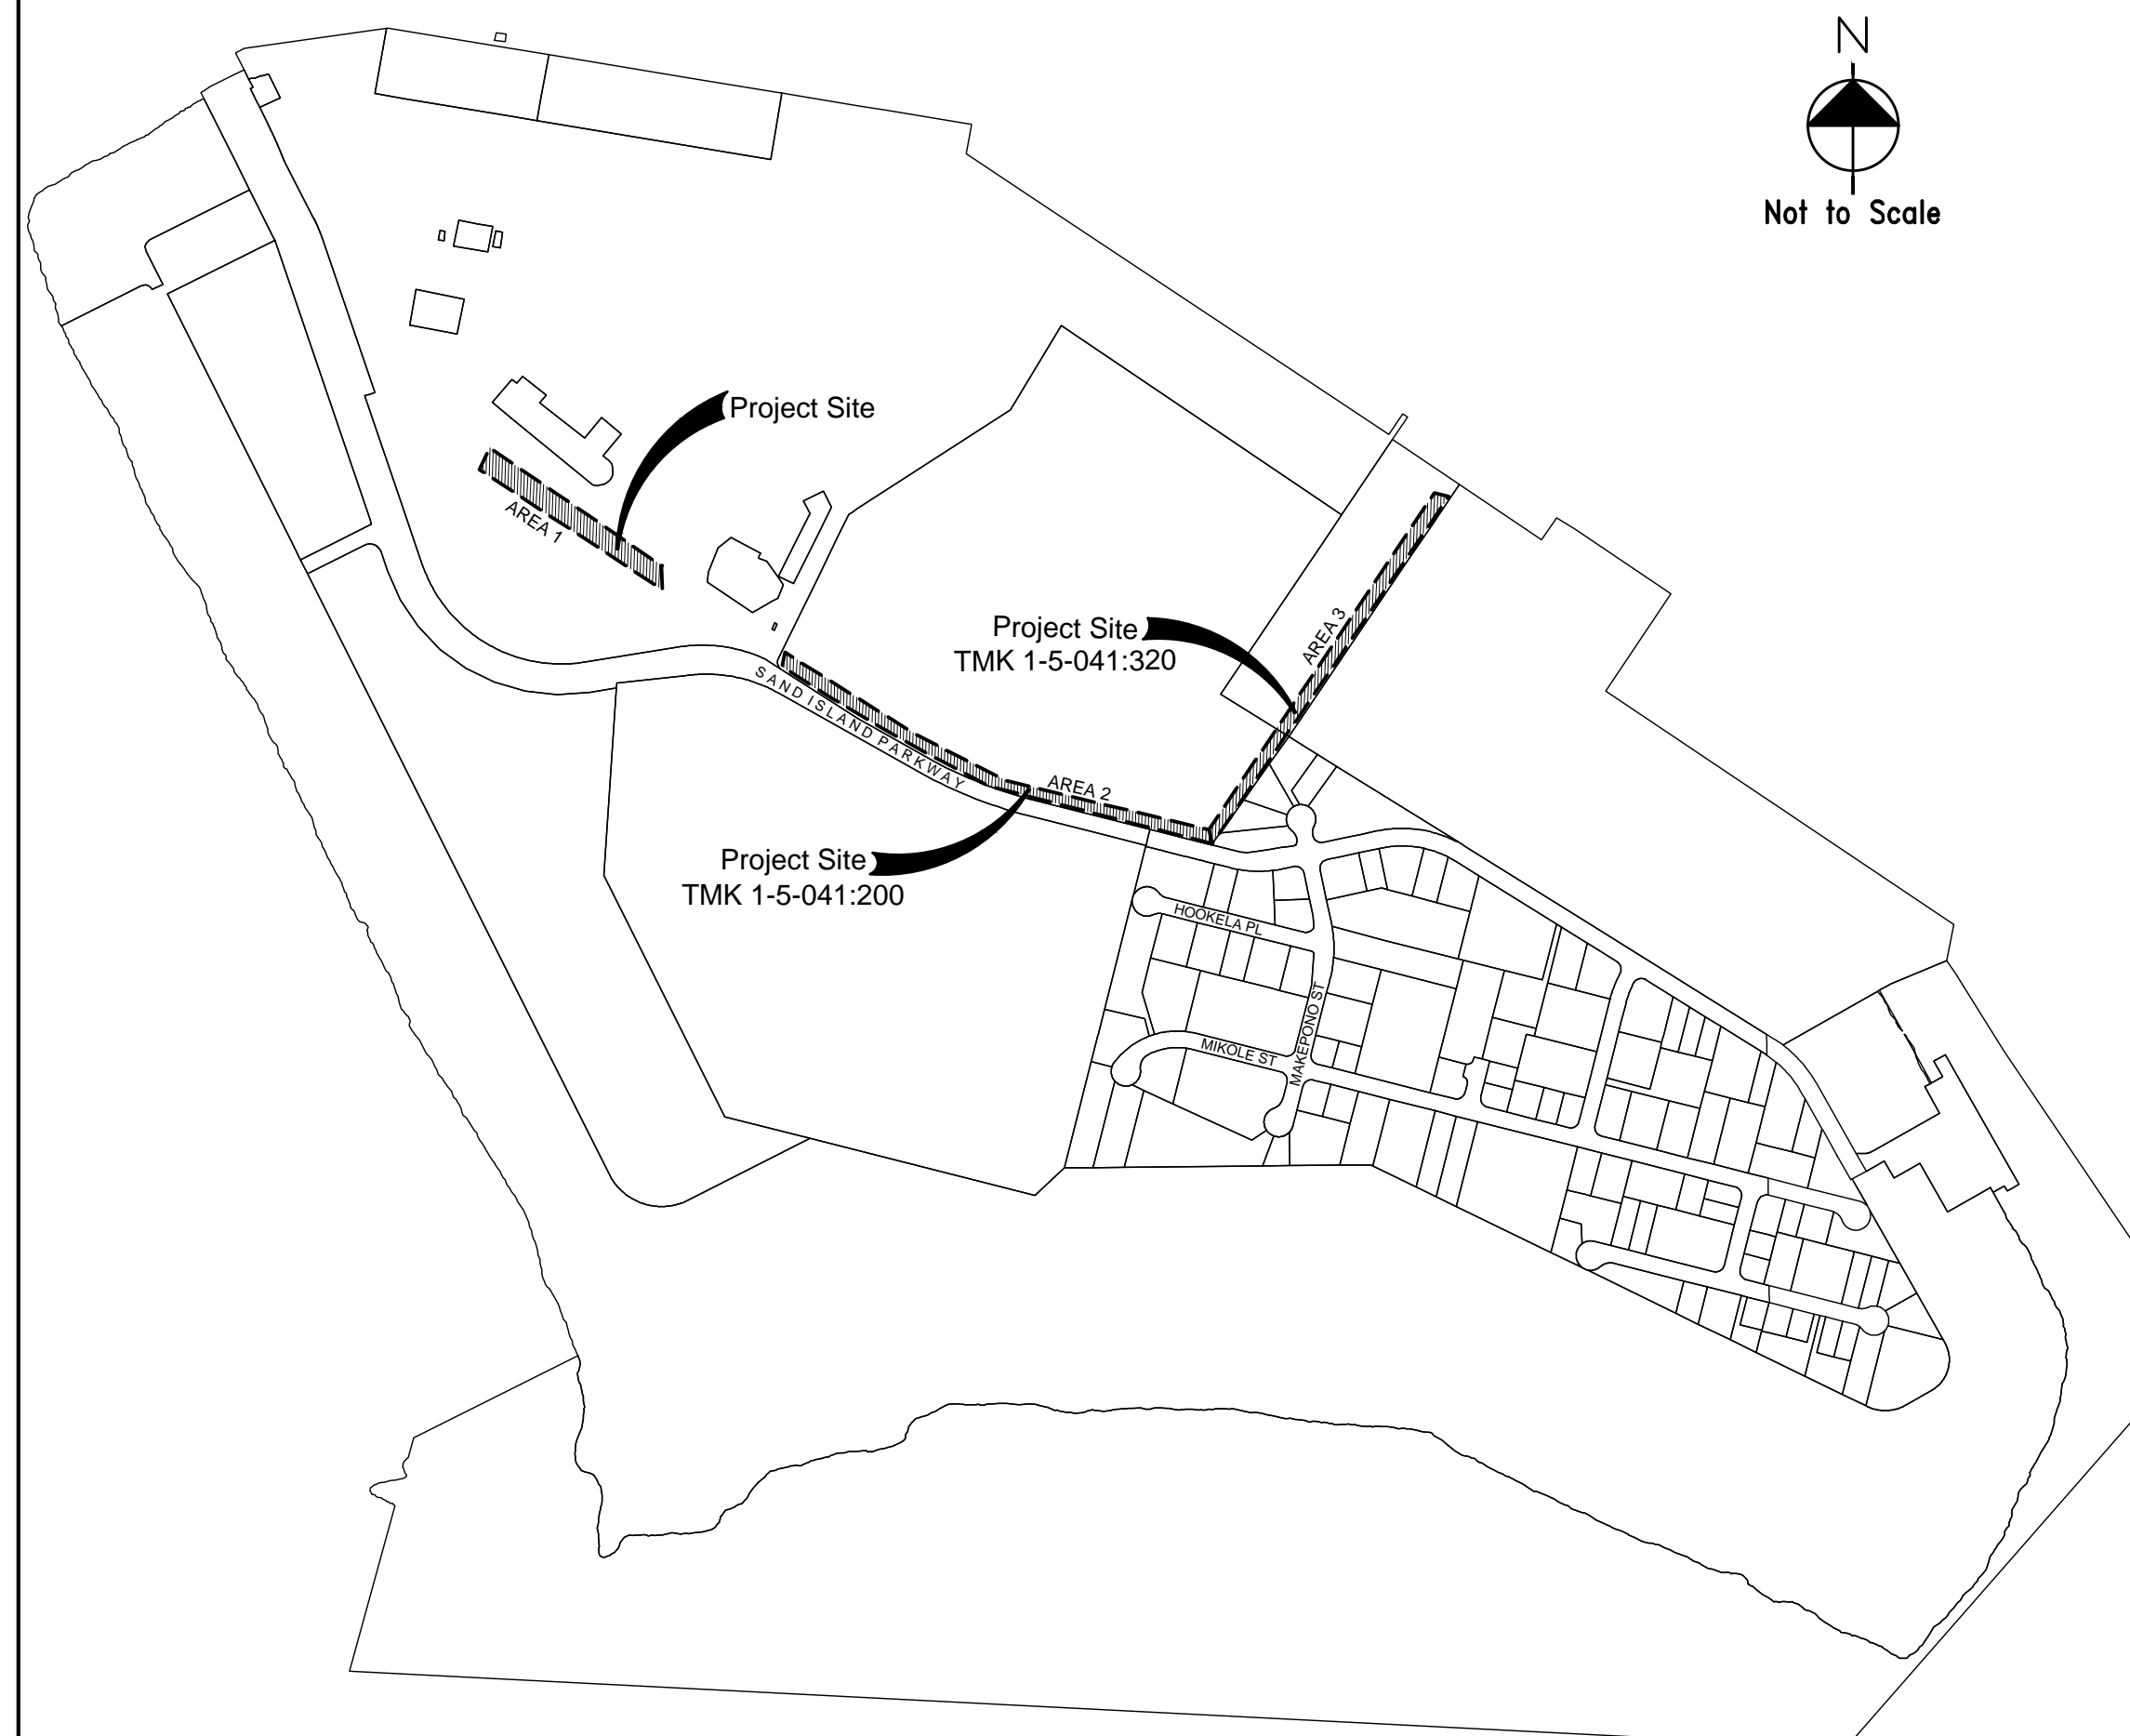 N
Not to Scale
Project Site
AREA 1
Project Site
TMK 1-5-041:320
AREA 3
SAND ISLAND PARKWAY
AREA 2
Project Site
TMK 1-5-041:200
HOOKELA PL
MAKEPONO ST
MIKOLE ST